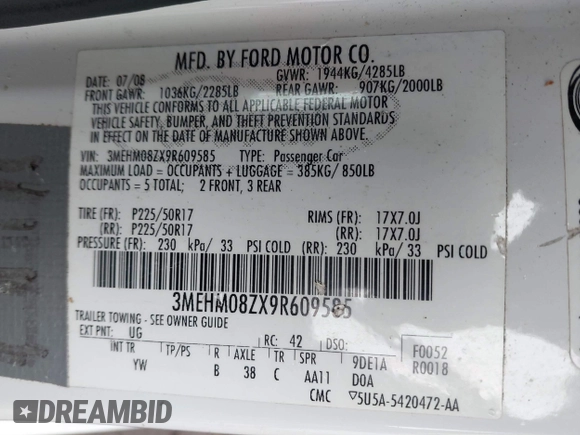 MFD. BY FORD MOTOR CO.
DATE: 07/08 GVWR: 1944KG/4285LB
FRONT GAWR: 1036KG/2285LB REAR GAWR: 907KG/2000LB
THIS VEHICLE CONFORMS TO ALL APPLICABLE FEDERAL MOTOR
VEHICLE SAFETY, BUMPER, AND THEFT PREVENTION STANDARDS
IN EFFECT ON THE DATE OF MANUFACTURE SHOWN ABOVE.
VIN: 3MEHM08ZX9R609585 TYPE: Passenger Car
MAXIMUM LOAD = OCCUPANTS + LUGGAGE = 385KG/ 850LB
OCCUPANTS = 5 TOTAL; 2 FRONT, 3 REAR
TIRE (FR): P225/50R17 RIMS (FR): 17X7.0J
(RR): P225/50R17 (RR): 17X7.0J
PRESSURE (FR): 230 kPa/ 33 PSI COLD (RR): 230 kPa/ 33 PSI COLD
3MEHM08ZX9R609585
TRAILER TOWING - SEE OWNER GUIDE
EXT PNT: UG RC: 42 DSO: F0052
INT TR TP/PS R AXLE TR SPR 9DE1A R0018
YW B 38 C AA11 DOA
CMC ▽5U5A-5420472-AA
DREAMBID